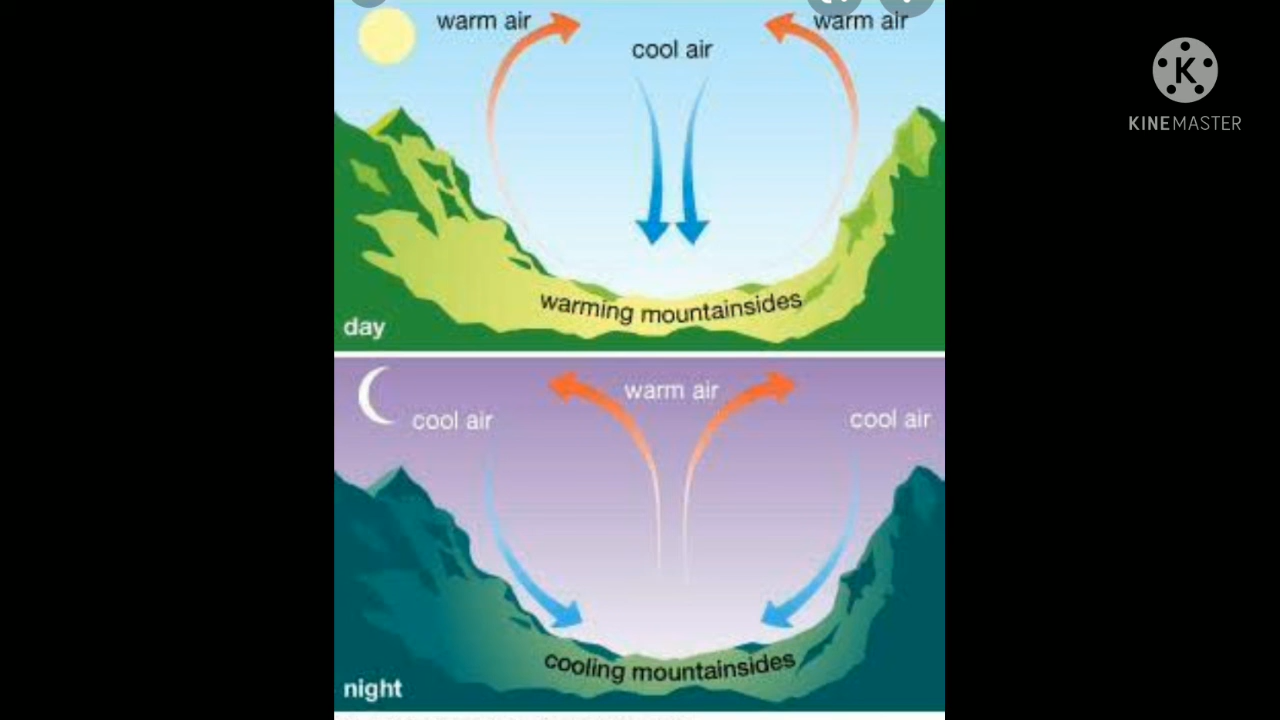 warm air
warm air
cool air
K
KINEMASTER
warming mountainsides
day
warm air
cool air
cool air
cooling mountainsides
night